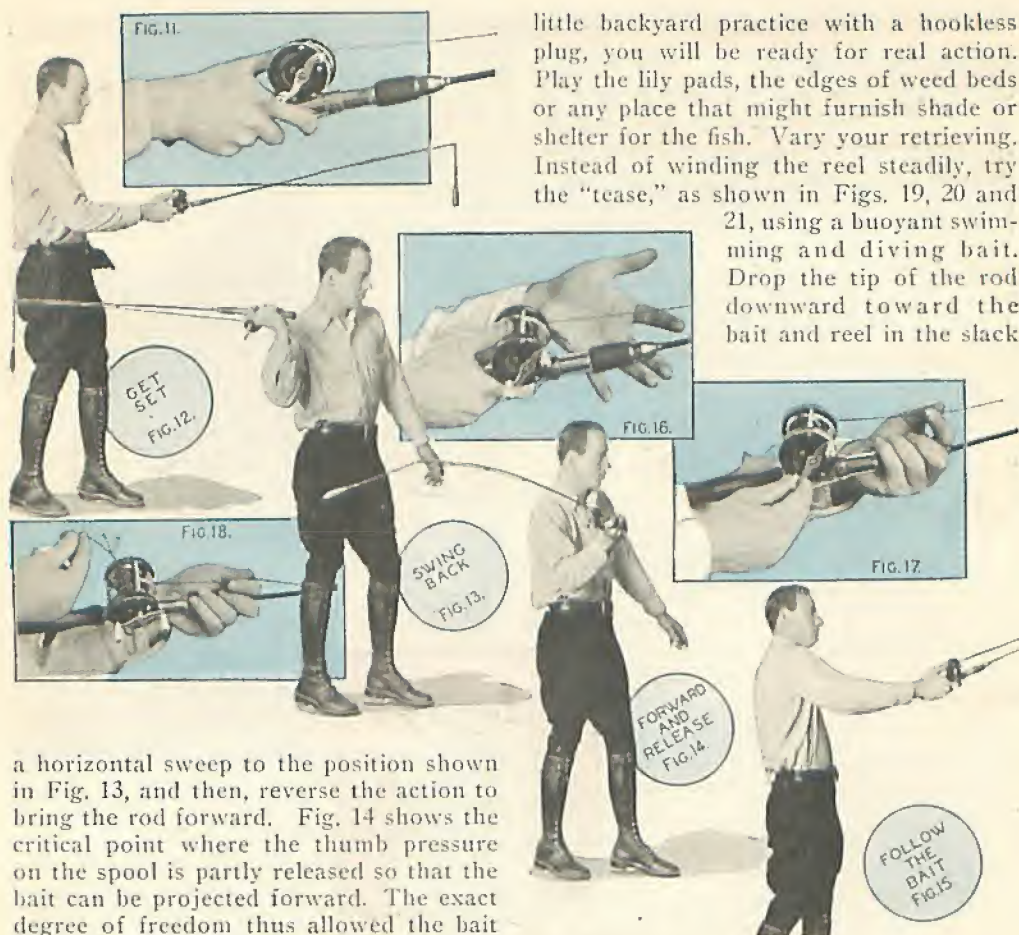 FIG.11.
little backyard practice with a hookless
plug, you will be ready for real action.
Play the lily pads, the edges of weed beds
or any place that might furnish shade or
shelter for the fish. Vary your retrieving.
Instead of winding the reel steadily, try
the “tease,” as shown in Figs. 19, 20 and
21, using a buoyant swim-
ming and diving bait.
Drop the tip of the rod
downward toward the
bait and reel in the slack
GET
SET
FIG.12.
FIG.16.
FIG.17.
FIG.18.
SWING
BACK
FIG.13.
FORWARD
AND
RELEASE
FIG.14.
FOLLOW
THE
BAIT
FIG.15.
a horizontal sweep to the position shown
in Fig. 13, and then, reverse the action to
bring the rod forward. Fig. 14 shows the
critical point where the thumb pressure
on the spool is partly released so that the
bait can be projected forward. The exact
degree of freedom thus allowed the bait